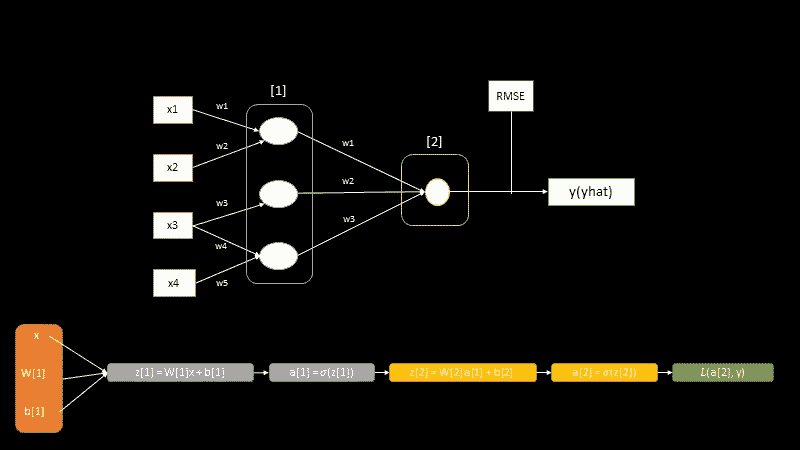 [1]
x1
w1
w2
x2
w3
x3
w4
x4
w5
w1
w2
w3
[2]
RMSE
y(yhat)
x
W[1]
b[1]
z[1] = W[1]x + b[1]
a[1] = σ(z[1])
z[2] = W[2]a[1] + b[2]
a[2] = σ(z[2])
L(a[2], y)